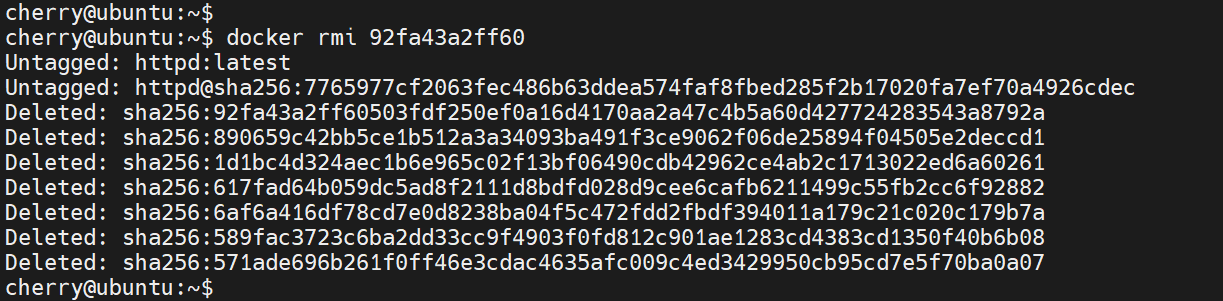 cherry@ubuntu:~$
cherry@ubuntu:~$ docker rmi 92fa43a2ff60
Untagged: httpd:latest
Untagged: httpd@sha256:7765977cf2063fec486b63ddea574faf8fbed285f2b17020fa7ef70a4926cdec
Deleted: sha256:92fa43a2ff60503fdf250ef0a16d4170aa2a47c4b5a60d427724283543a8792a
Deleted: sha256:890659c42bb5ce1b512a3a34093ba491f3ce9062f06de25894f04505e2deccd1
Deleted: sha256:1d1bc4d324aec1b6e965c02f13bf06490cdb42962ce4ab2c1713022ed6a60261
Deleted: sha256:617fad64b059dc5ad8f2111d8bdfd028d9cee6cafb6211499c55fb2cc6f92882
Deleted: sha256:6af6a416df78cd7e0d8238ba04f5c472fdd2fbdf394011a179c21c020c179b7a
Deleted: sha256:589fac3723c6ba2dd33cc9f4903f0fd812c901ae1283cd4383cd1350f40b6b08
Deleted: sha256:571ade696b261f0ff46e3cdac4635afc009c4ed3429950cb95cd7e5f70ba0a07
cherry@ubuntu:~$